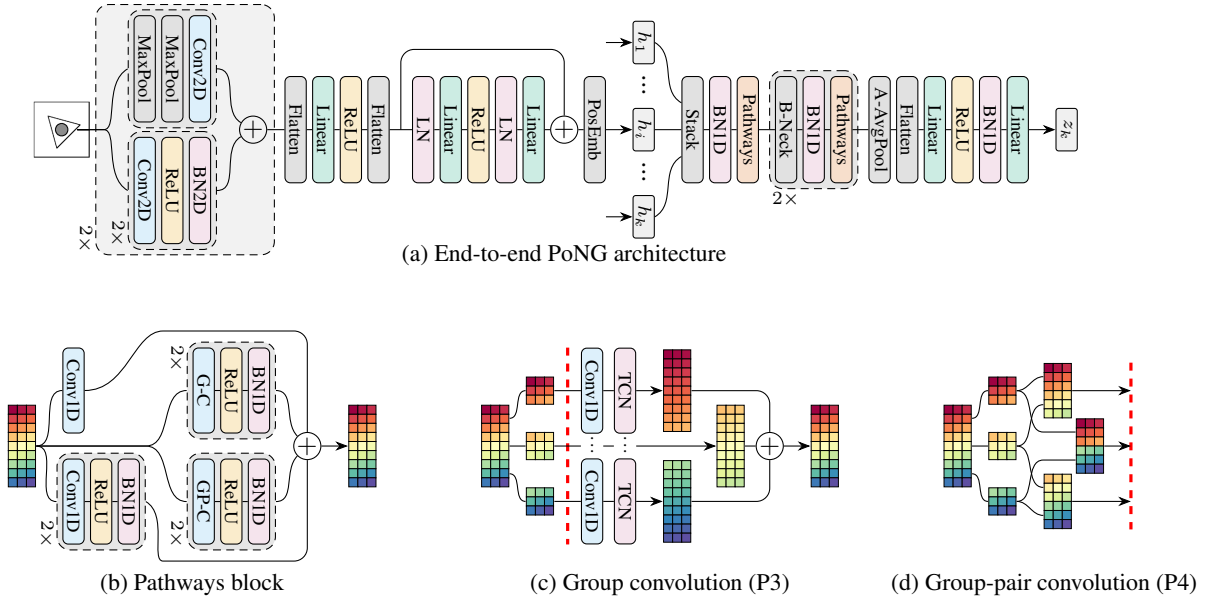 MaxPool
MaxPool
Conv2D
Conv2D
ReLU
BN2D
2×
2×
Flatten
Linear
ReLU
Flatten
LN
Linear
ReLU
LN
Linear
PosEmb
h1
...
hi
...
hk
Stack
BN1D
Pathways
B-Neck
BN1D
Pathways
2×
A-AvgPool
Flatten
Linear
ReLU
BN1D
Linear
zk
(a) End-to-end PoNG architecture
Conv1D
2×
G-C
ReLU
BN1D
Conv1D
ReLU
BN1D
2×
GP-C
ReLU
BN1D
2×
(b) Pathways block
Conv1D
TCN
...
...
Conv1D
TCN
(c) Group convolution (P3)
(d) Group-pair convolution (P4)